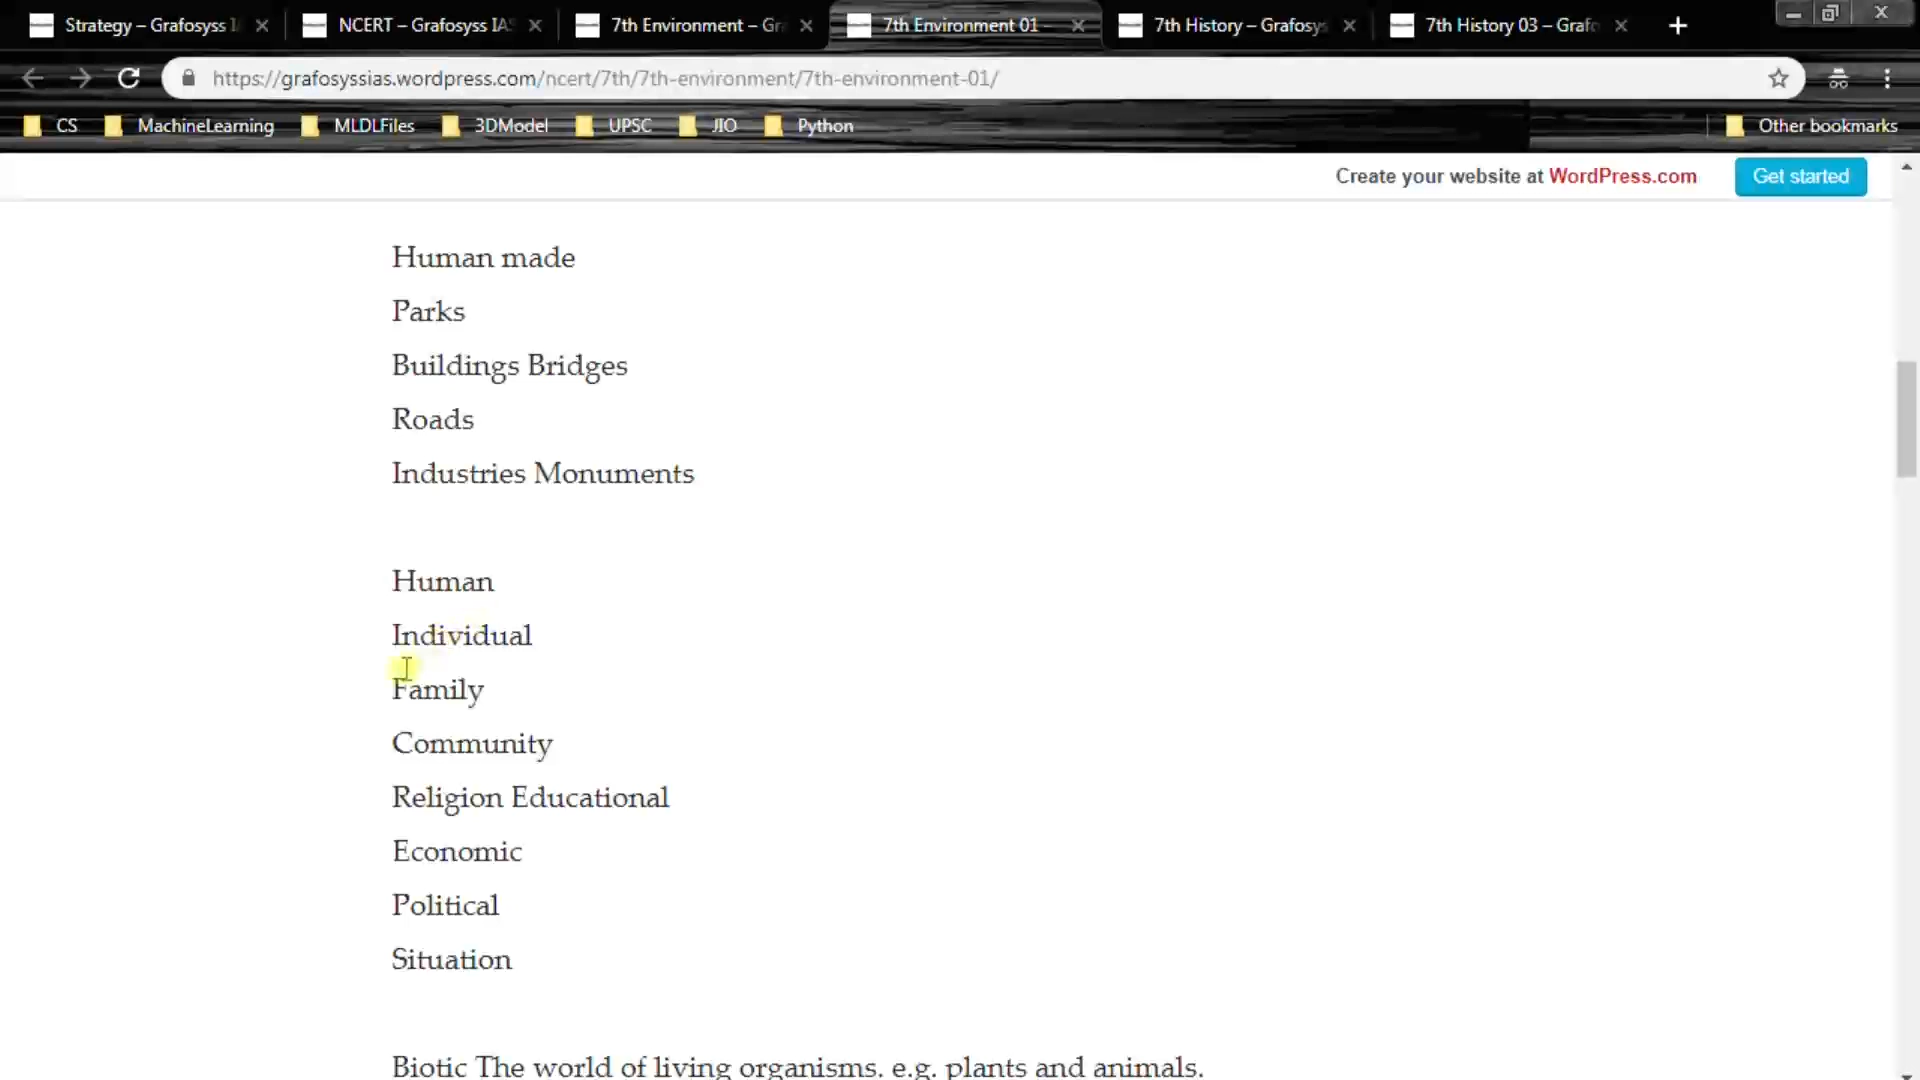 Strategy – Grafosyss I
NCERT – Grafosyss IAS
7th Environment – Gr
7th Environment 01 –
7th History – Grafosys
7th History 03 – Grafo
https://grafosyssias.wordpress.com/ncert/7th/7th-environment/7th-environment-01/
CS
MachineLearning
MLDLFiles
3DModel
UPSC
JIO
Python
Other bookmarks
Create your website at WordPress.com
Get started
Human made
Parks
Buildings Bridges
Roads
Industries Monuments
Human
Individual
Family
Community
Religion Educational
Economic
Political
Situation
Biotic The world of living organisms. e.g. plants and animals.